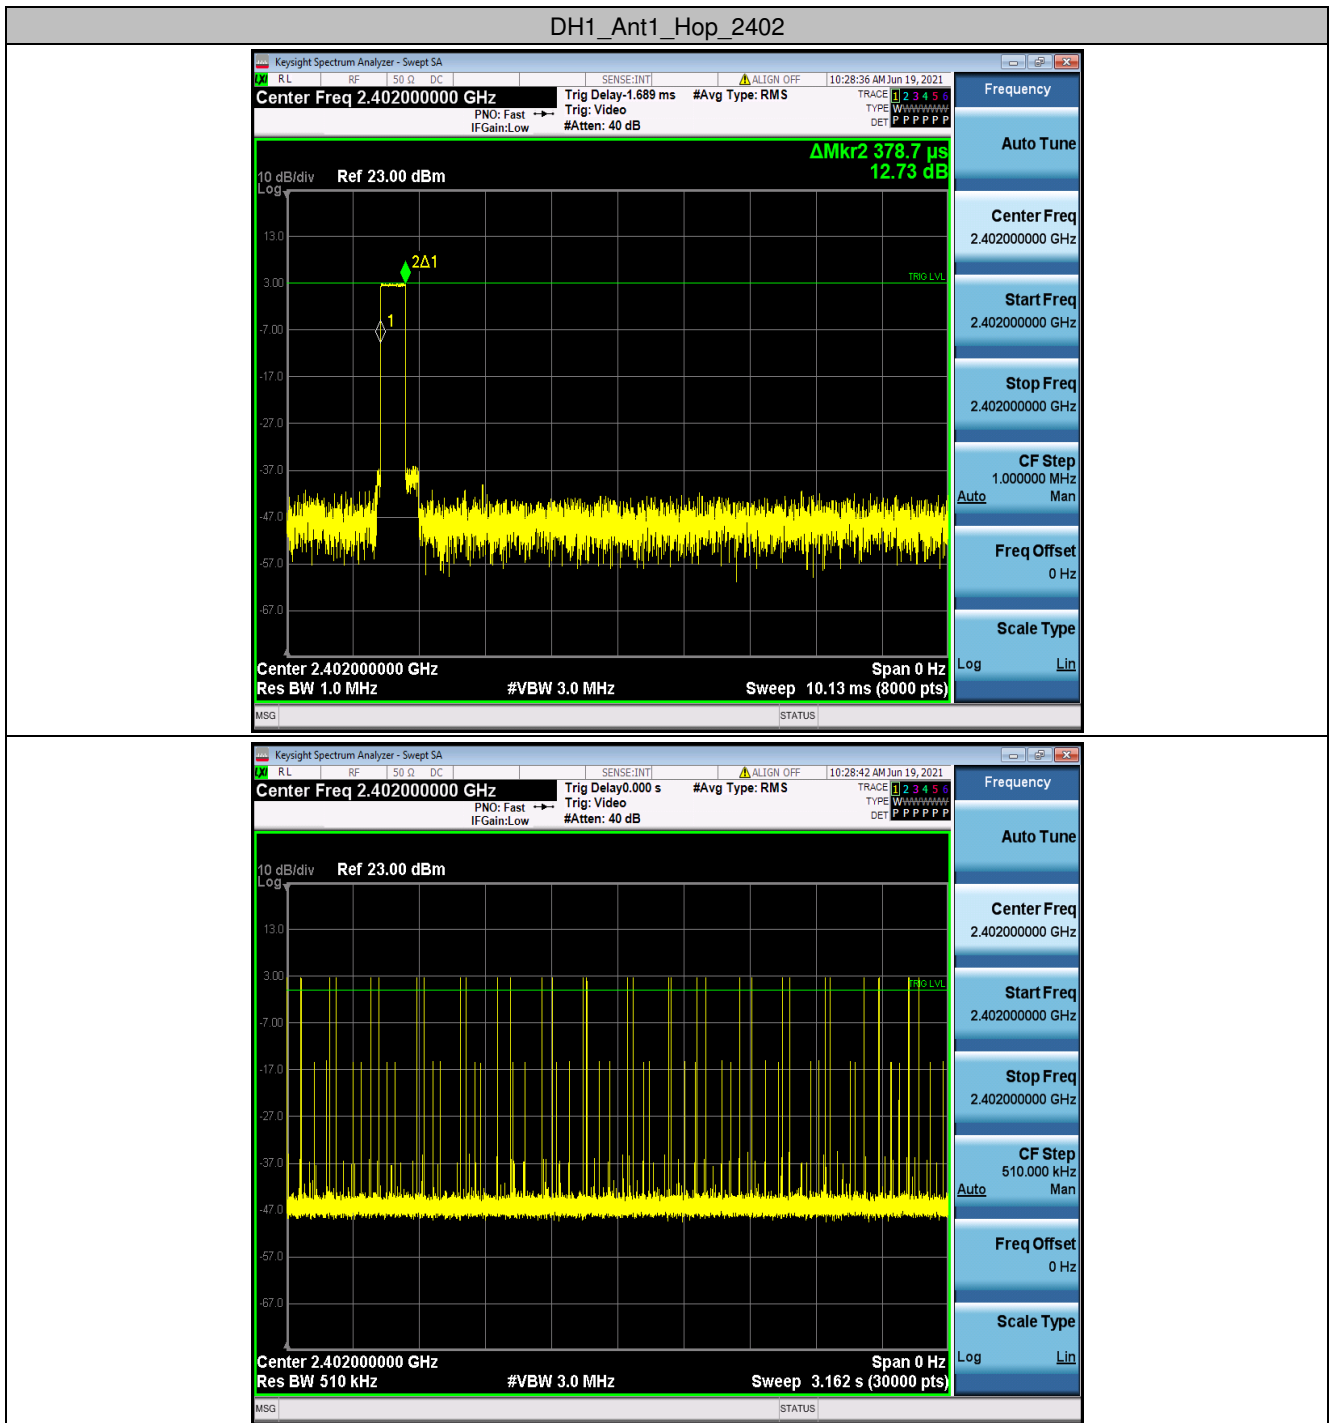 DH1_Ant1_Hop_2402
Keysight Spectrum Analyzer - Swept SA
LXI RL RF 50 Ω DC SENSE:INT ALIGN OFF 10:28:36 AM Jun 19, 2021
Center Freq 2.402000000 GHz
PNO: Fast
IFGain:Low
Trig Delay-1.689 ms
Trig: Video
#Atten: 40 dB
#Avg Type: RMS
TRACE 1 2 3 4 5 6
TYPE WWWWWW
DET P P P P P P
ΔMkr2 378.7 µs
12.73 dB
10 dB/div Ref 23.00 dBm
Log
13.0
3.00
-7.00
-17.0
-27.0
-37.0
-47.0
-57.0
-67.0
2Δ1
1
TRIG LVL
Center 2.402000000 GHz Span 0 Hz
Res BW 1.0 MHz #VBW 3.0 MHz Sweep 10.13 ms (8000 pts)
MSG STATUS
Frequency
Auto Tune
Center Freq
2.402000000 GHz
Start Freq
2.402000000 GHz
Stop Freq
2.402000000 GHz
CF Step
1.000000 MHz
Auto Man
Freq Offset
0 Hz
Scale Type
Log Lin
Keysight Spectrum Analyzer - Swept SA
LXI RL RF 50 Ω DC SENSE:INT ALIGN OFF 10:28:42 AM Jun 19, 2021
Center Freq 2.402000000 GHz
PNO: Fast
IFGain:Low
Trig Delay0.000 s
Trig: Video
#Atten: 40 dB
#Avg Type: RMS
TRACE 1 2 3 4 5 6
TYPE WWWWWW
DET P P P P P P
10 dB/div Ref 23.00 dBm
Log
13.0
3.00
-7.00
-17.0
-27.0
-37.0
-47.0
-57.0
-67.0
TRIG LVL
Center 2.402000000 GHz Span 0 Hz
Res BW 510 kHz #VBW 3.0 MHz Sweep 3.162 s (30000 pts)
MSG STATUS
Frequency
Auto Tune
Center Freq
2.402000000 GHz
Start Freq
2.402000000 GHz
Stop Freq
2.402000000 GHz
CF Step
510.000 kHz
Auto Man
Freq Offset
0 Hz
Scale Type
Log Lin